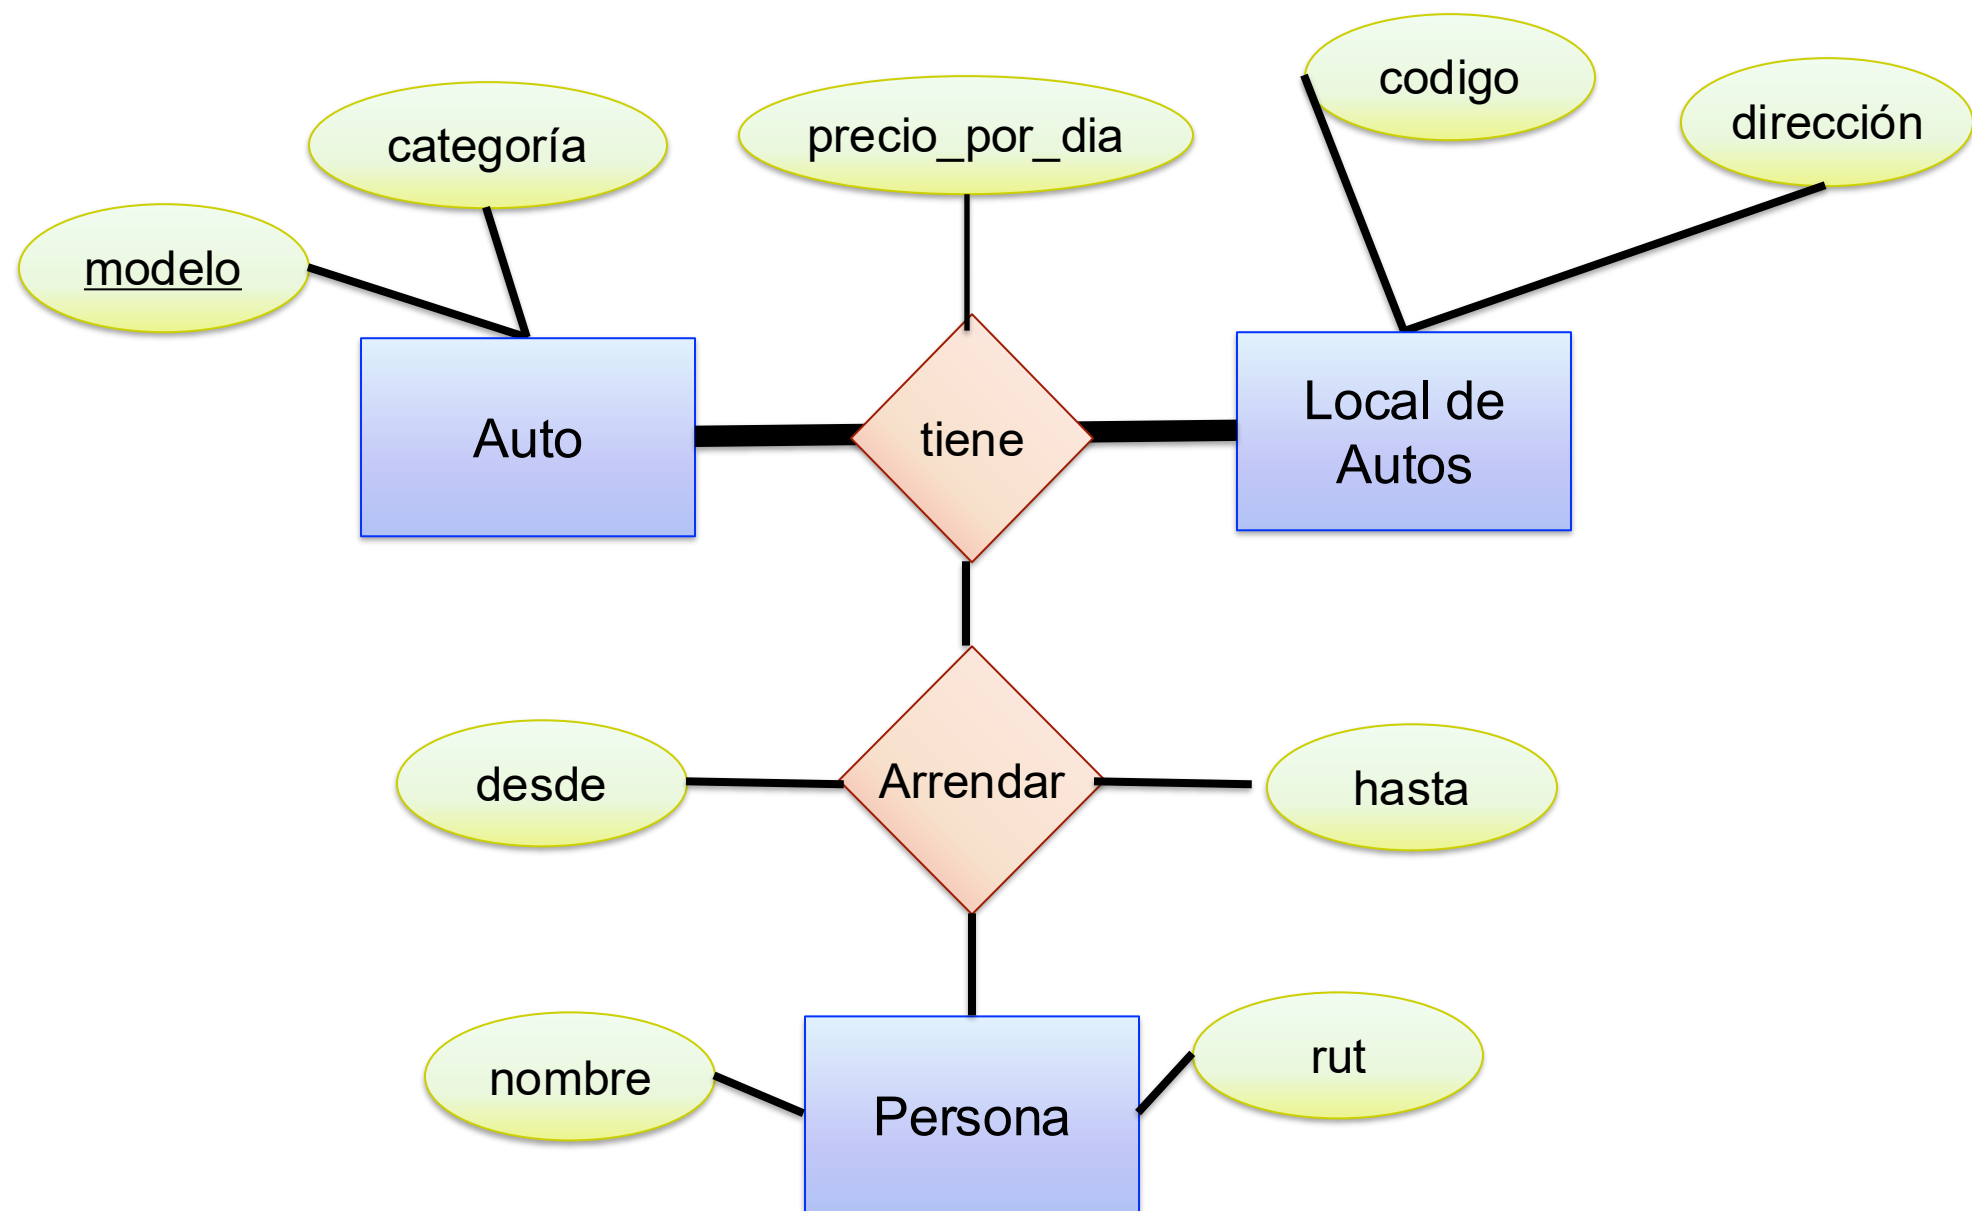 codigo
dirección
categoría
precio_por_dia
modelo
Auto
tiene
Local de
Autos
desde
Arrendar
hasta
nombre
Persona
rut